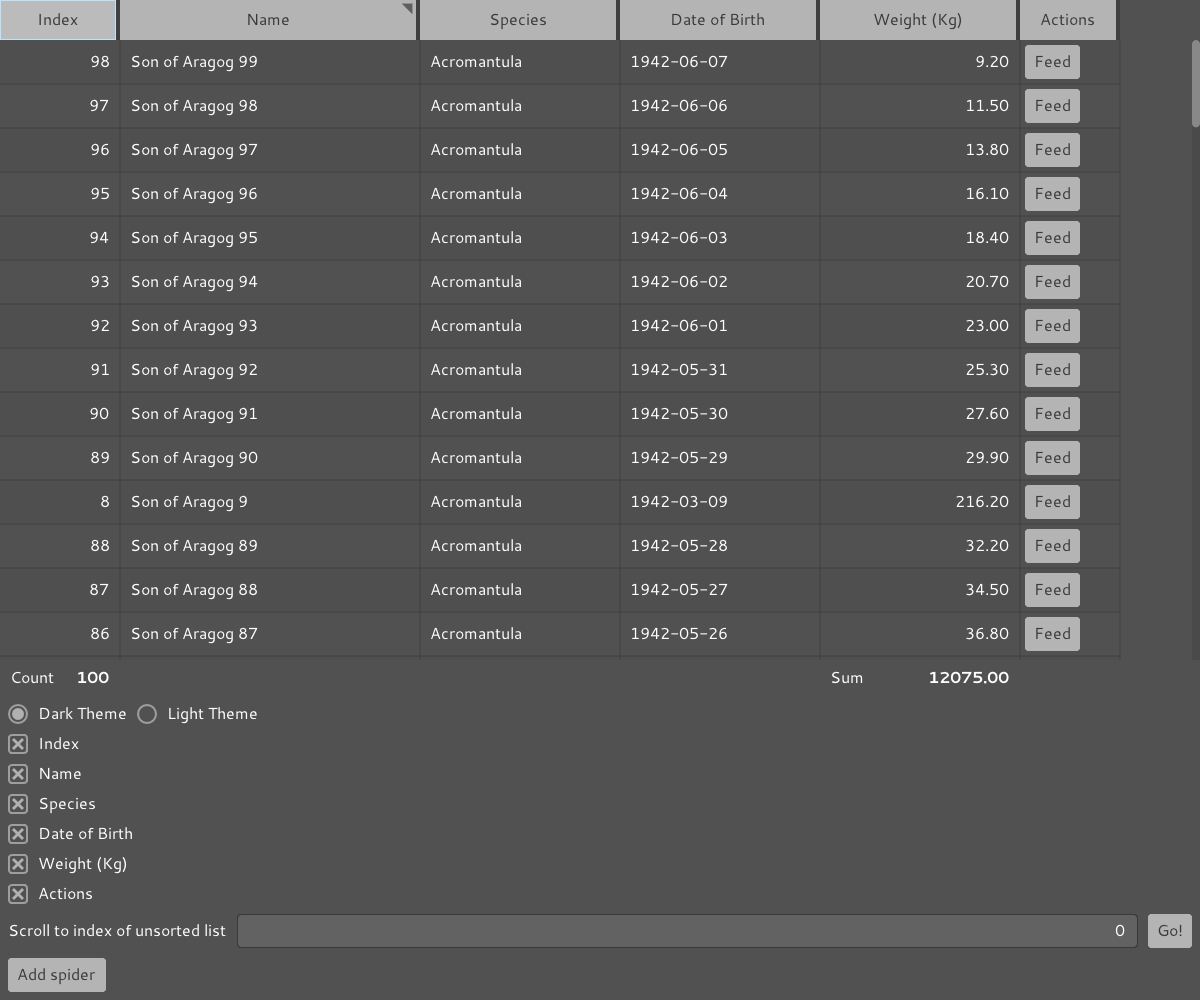 Index Name Species Date of Birth Weight (Kg) Actions
98 Son of Aragog 99 Acromantula 1942-06-07 9.20 Feed
97 Son of Aragog 98 Acromantula 1942-06-06 11.50 Feed
96 Son of Aragog 97 Acromantula 1942-06-05 13.80 Feed
95 Son of Aragog 96 Acromantula 1942-06-04 16.10 Feed
94 Son of Aragog 95 Acromantula 1942-06-03 18.40 Feed
93 Son of Aragog 94 Acromantula 1942-06-02 20.70 Feed
92 Son of Aragog 93 Acromantula 1942-06-01 23.00 Feed
91 Son of Aragog 92 Acromantula 1942-05-31 25.30 Feed
90 Son of Aragog 91 Acromantula 1942-05-30 27.60 Feed
89 Son of Aragog 90 Acromantula 1942-05-29 29.90 Feed
8 Son of Aragog 9 Acromantula 1942-03-09 216.20 Feed
88 Son of Aragog 89 Acromantula 1942-05-28 32.20 Feed
87 Son of Aragog 88 Acromantula 1942-05-27 34.50 Feed
86 Son of Aragog 87 Acromantula 1942-05-26 36.80 Feed
Count 100 Sum 12075.00
Dark Theme Light Theme
Index
Name
Species
Date of Birth
Weight (Kg)
Actions
Scroll to index of unsorted list 0 Go!
Add spider